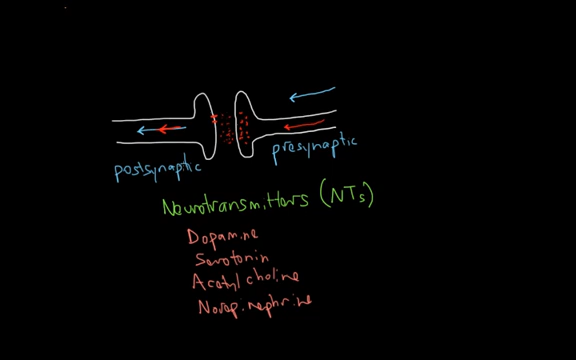 postsynaptic presynaptic
Neurotransmitters (NTs)
Dopamine
Serotonin
Acetylcholine
Norepinephrine